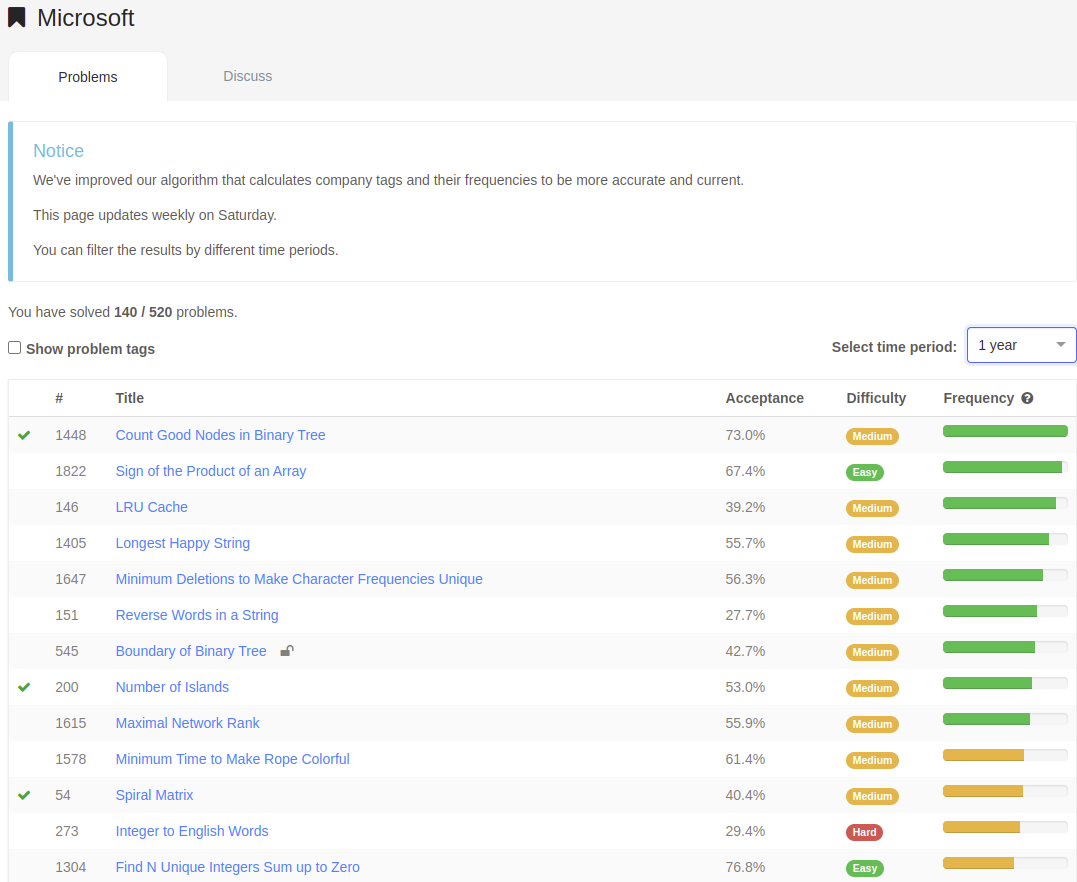 Microsoft
Problems Discuss
Notice
We've improved our algorithm that calculates company tags and their frequencies to be more accurate and current.
This page updates weekly on Saturday.
You can filter the results by different time periods.
You have solved 140 / 520 problems.
Show problem tags Select time period: 1 year
# Title Acceptance Difficulty Frequency ?
1448 Count Good Nodes in Binary Tree 73.0% Medium
1822 Sign of the Product of an Array 67.4% Easy
146 LRU Cache 39.2% Medium
1405 Longest Happy String 55.7% Medium
1647 Minimum Deletions to Make Character Frequencies Unique 56.3% Medium
151 Reverse Words in a String 27.7% Medium
545 Boundary of Binary Tree 42.7% Medium
200 Number of Islands 53.0% Medium
1615 Maximal Network Rank 55.9% Medium
1578 Minimum Time to Make Rope Colorful 61.4% Medium
54 Spiral Matrix 40.4% Medium
273 Integer to English Words 29.4% Hard
1304 Find N Unique Integers Sum up to Zero 76.8% Easy